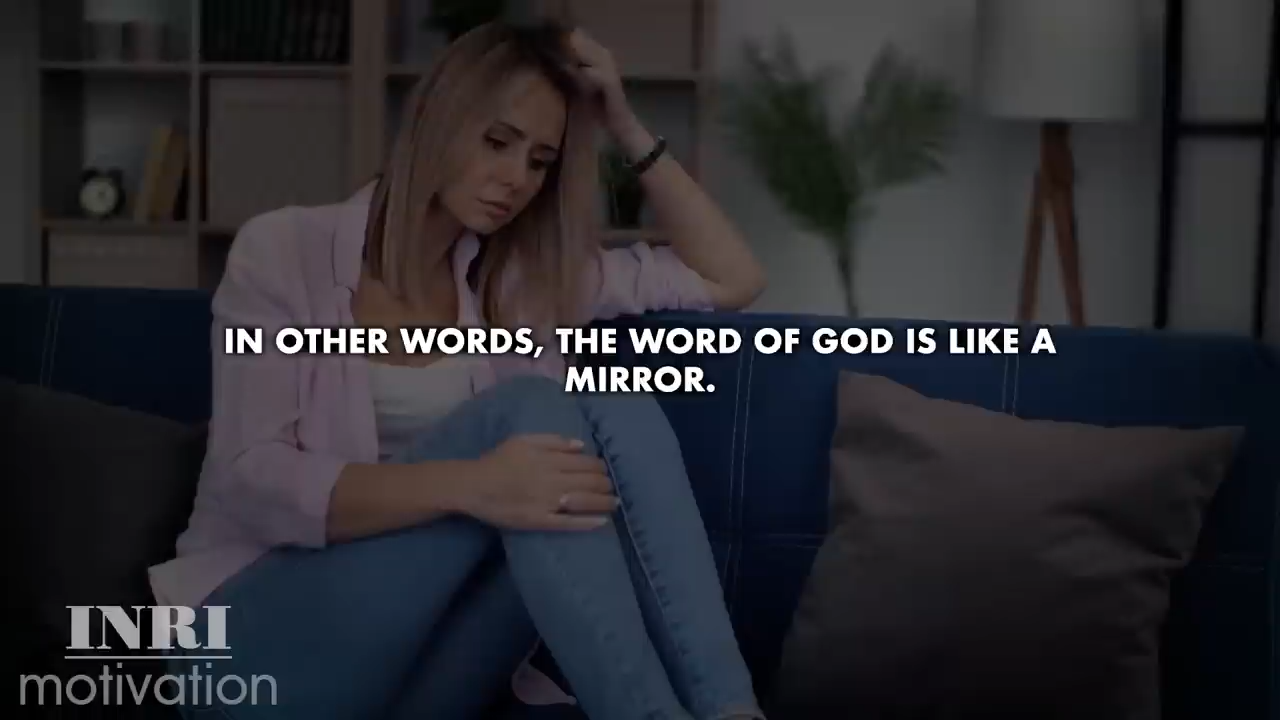 IN OTHER WORDS, THE WORD OF GOD IS LIKE A
MIRROR.
INRI
motivation